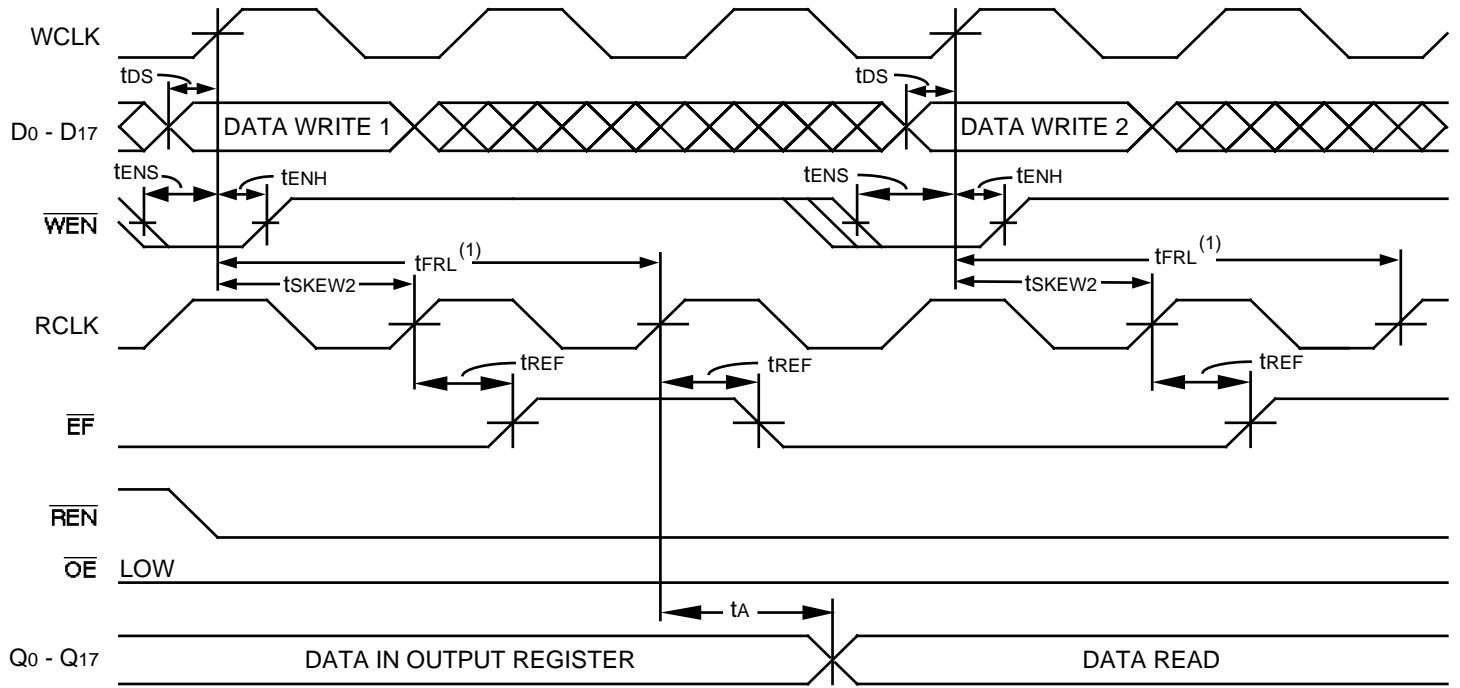 WCLK
tDS
tDS
D0 - D17
DATA WRITE 1
DATA WRITE 2
tENS
tENH
tENS
tENH
WEN
tFRL(1)
tFRL(1)
tSKEW2
tSKEW2
RCLK
tREF
tREF
tREF
EF
REN
OE
LOW
tA
Q0 - Q17
DATA IN OUTPUT REGISTER
DATA READ